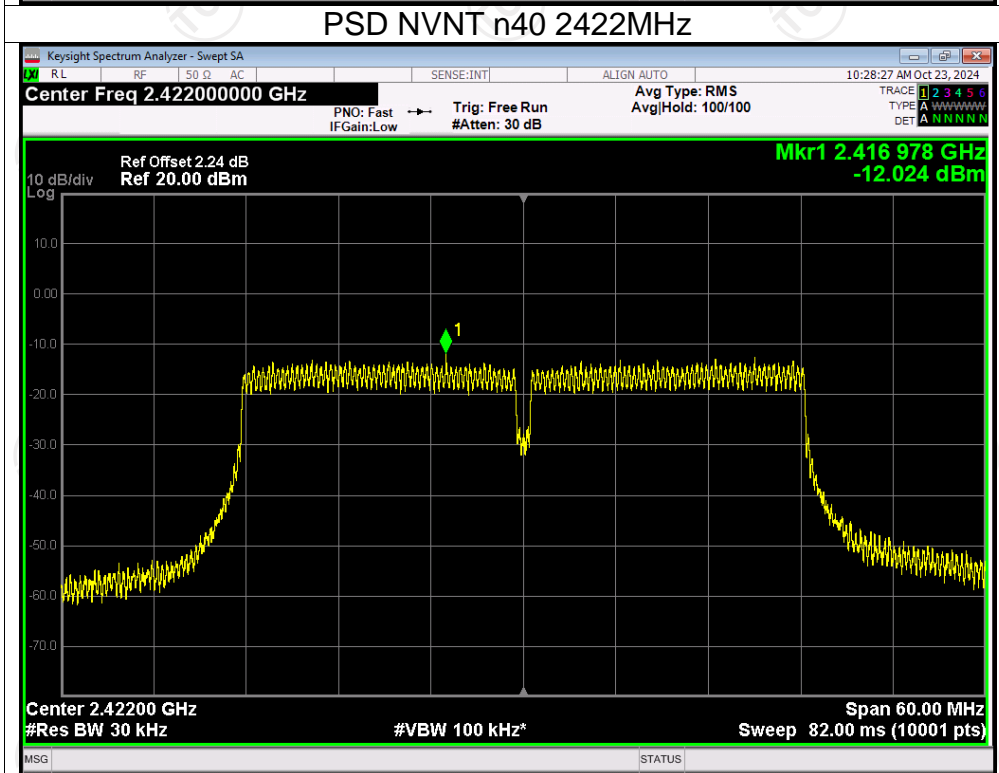 PSD NVNT n40 2422MHz
Keysight Spectrum Analyzer - Swept SA
LXI RL RF 50 Ω AC SENSE:INT ALIGN AUTO 10:28:27 AM Oct 23, 2024
Center Freq 2.422000000 GHz Avg Type: RMS TRACE 1 2 3 4 5 6
PNO: Fast Trig: Free Run Avg|Hold: 100/100 TYPE A WWWWW
IFGain:Low #Atten: 30 dB DET A N N N N N
Mkr1 2.416 978 GHz
Ref Offset 2.24 dB
10 dB/div Ref 20.00 dBm -12.024 dBm
Log
10.0
0.00
1
-10.0
-20.0
-30.0
-40.0
-50.0
-60.0
-70.0
Center 2.42200 GHz Span 60.00 MHz
#Res BW 30 kHz #VBW 100 kHz* Sweep 82.00 ms (10001 pts)
MSG STATUS